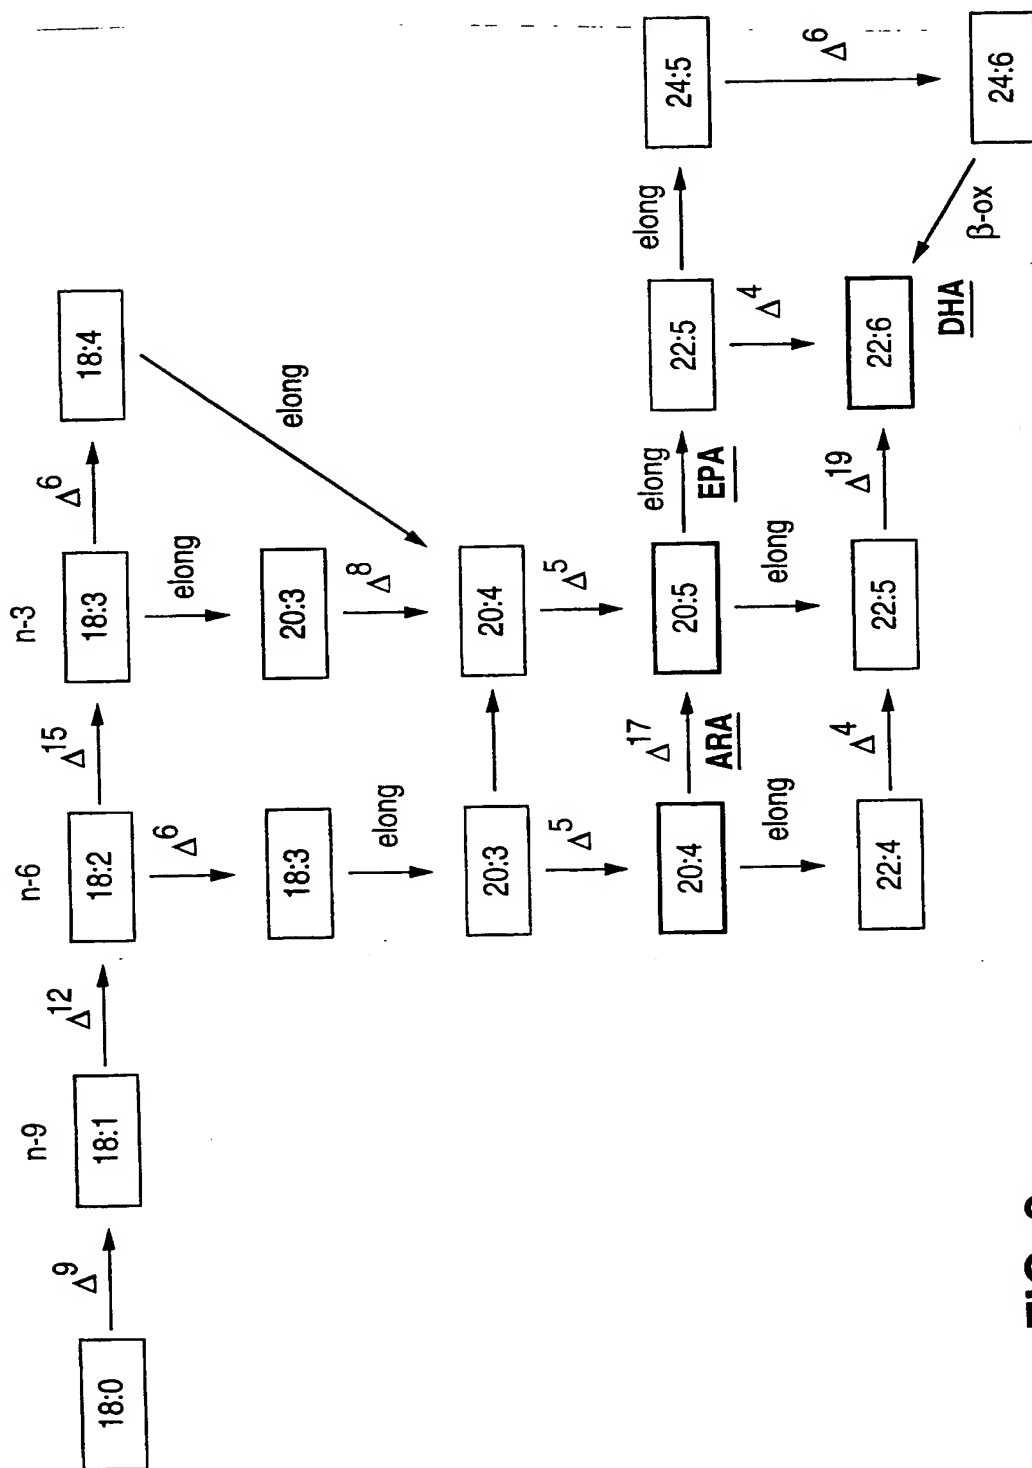 n-9 n-6 n-3
Δ9 Δ12 Δ15 Δ6
18:0 18:1 18:2 18:3 18:4
Δ6 elong
elong
18:3 20:3
elong Δ8
20:3 20:4
Δ5 Δ5
Δ17 elong elong
20:4 20:5 22:5 24:5
ARA EPA
elong elong Δ4 Δ6
Δ4 Δ19
22:4 22:5 22:6 24:6
DHA β-ox
FIG.